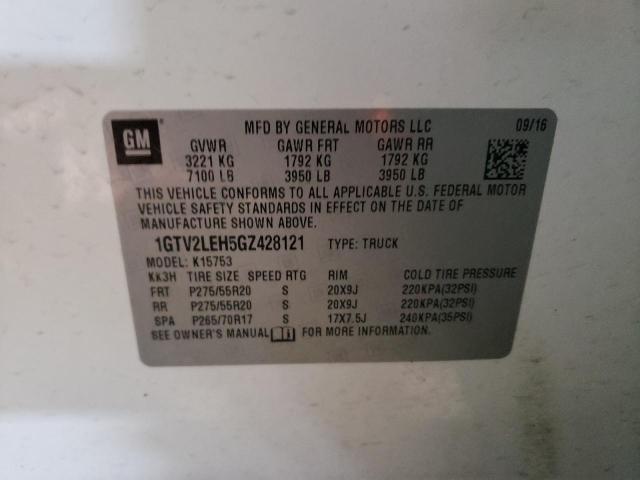 GM MFD BY GENERAL MOTORS LLC 09/16
GVWR GAWR FRT GAWR RR
3221 KG 1792 KG 1792 KG
7100 LB 3950 LB 3950 LB
THIS VEHICLE CONFORMS TO ALL APPLICABLE U.S. FEDERAL MOTOR
VEHICLE SAFETY STANDARDS IN EFFECT ON THE DATE OF
MANUFACTURE SHOWN ABOVE.
1GTV2LEH5GZ428121 TYPE: TRUCK
MODEL: K15753
KK3H TIRE SIZE SPEED RTG RIM COLD TIRE PRESSURE
FRT P275/55R20 S 20X9J 220KPA(32PSI)
RR P275/55R20 S 20X9J 220KPA(32PSI)
SPA P265/70R17 S 17X7.5J 240KPA(35PSI)
SEE OWNER'S MANUAL FOR MORE INFORMATION.